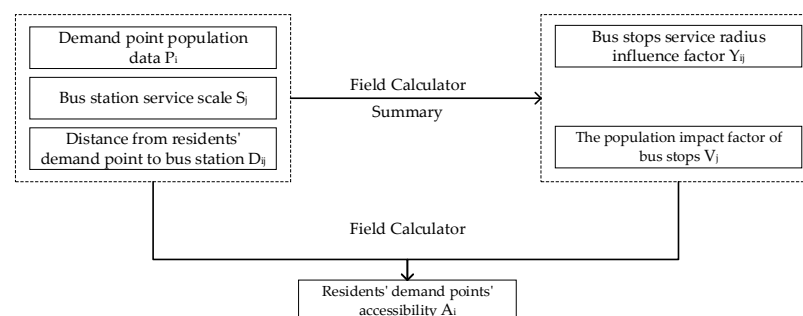 Demand point population
data Pi
Bus station service scale Sj
Distance from residents'
demand point to bus station Dij
Field Calculator
Summary
Bus stops service radius
influence factor Yij
The population impact factor of
bus stops Vj
Field Calculator
Residents' demand points'
accessibility Ai